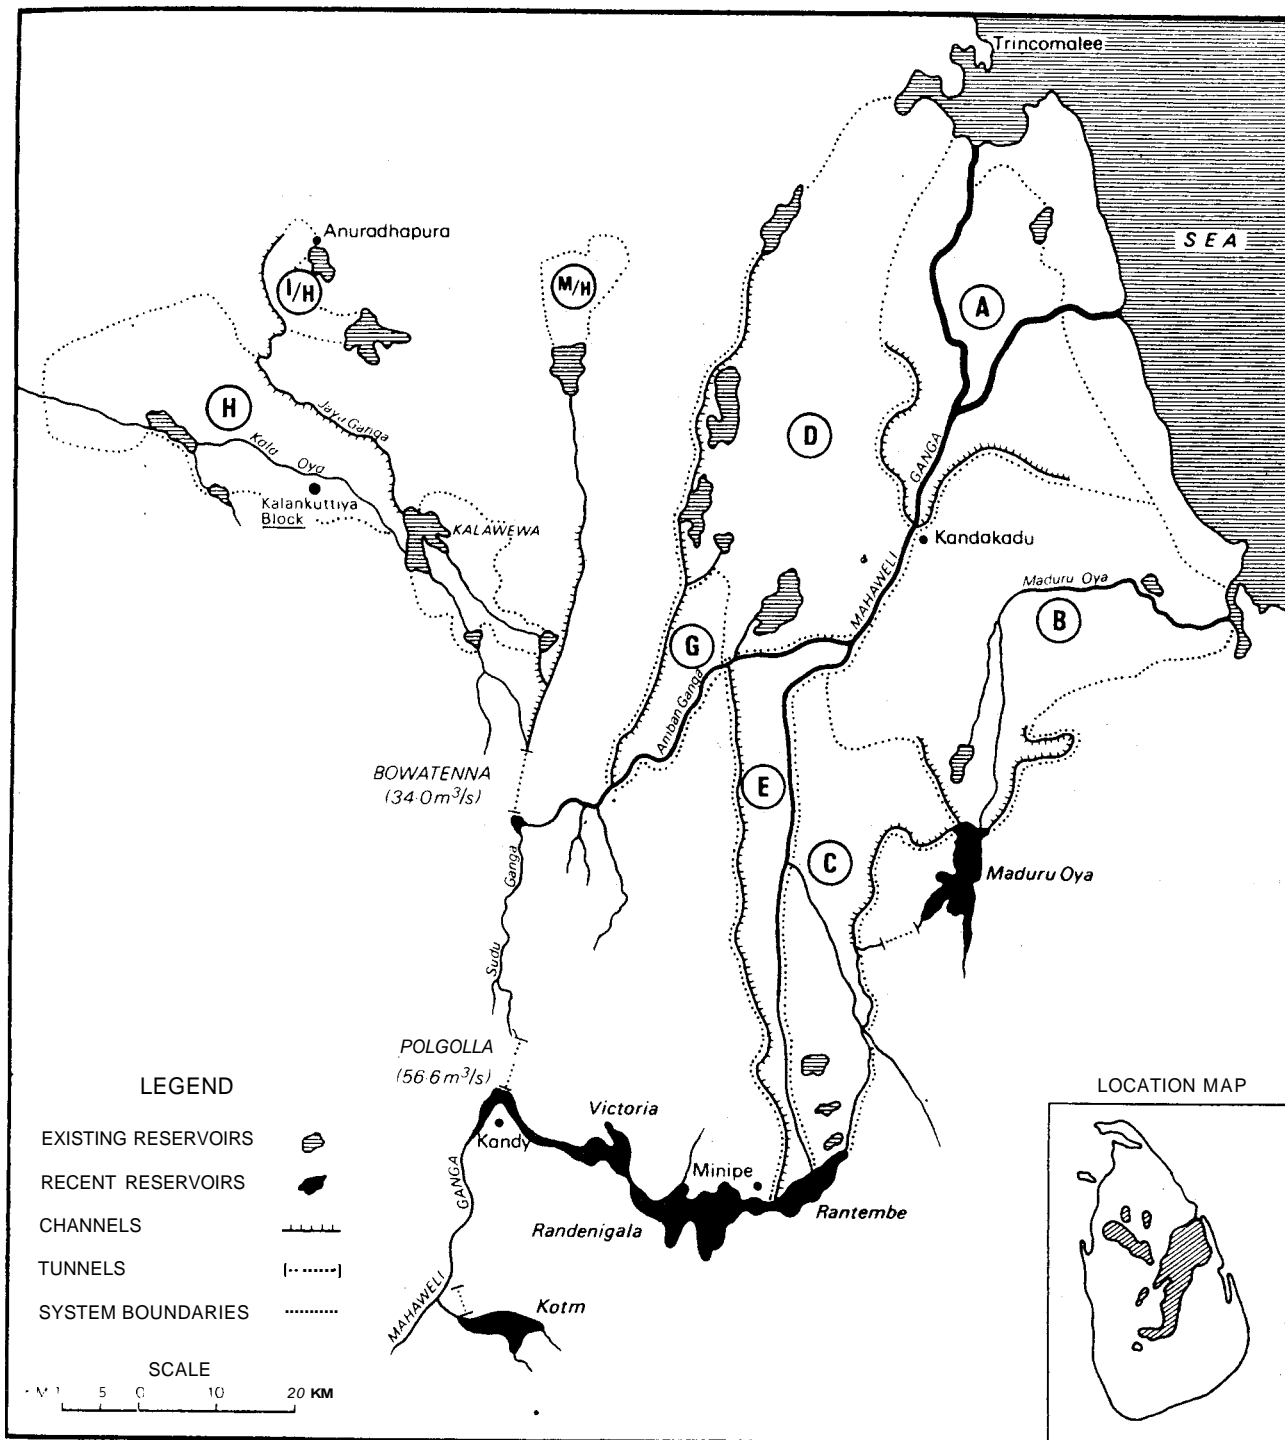 Trincomalee
SEA
Anuradhapura
I/H
M/H
A
H
Jaya Ganga
D
Kala
Oya
GANGA
Kalankuttiya
Block
KALAWEWA
Kandakadu
MAHAWELI
Maduru Oya
B
G
Amban Ganga
BOWATENNA
(34·0m³/s)
E
C
Maduru Oya
Ganga
Sudu
POLGOLLA
(56·6m³/s)
Victoria
Kandy
Minipe
GANGA
Randenigala
Rantembe
MAHAWELI
Kotm
LEGEND
EXISTING RESERVOIRS
RECENT RESERVOIRS
CHANNELS
TUNNELS
SYSTEM BOUNDARIES
SCALE
5 0 10 20 KM
LOCATION MAP